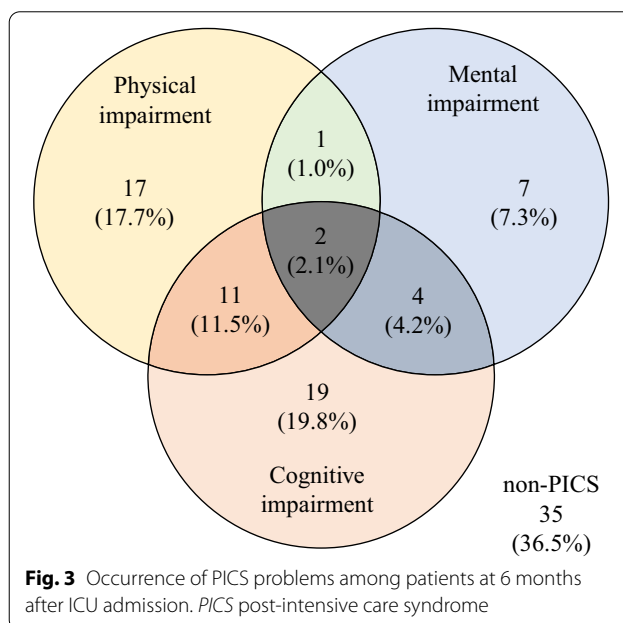 Physical
impairment
Mental
impairment
1
(1.0%)
17
(17.7%)
7
(7.3%)
2
(2.1%)
11
(11.5%)
4
(4.2%)
19
(19.8%)
Cognitive
impairment
non-PICS
35
(36.5%)
Fig. 3 Occurrence of PICS problems among patients at 6 months
after ICU admission. PICS post-intensive care syndrome